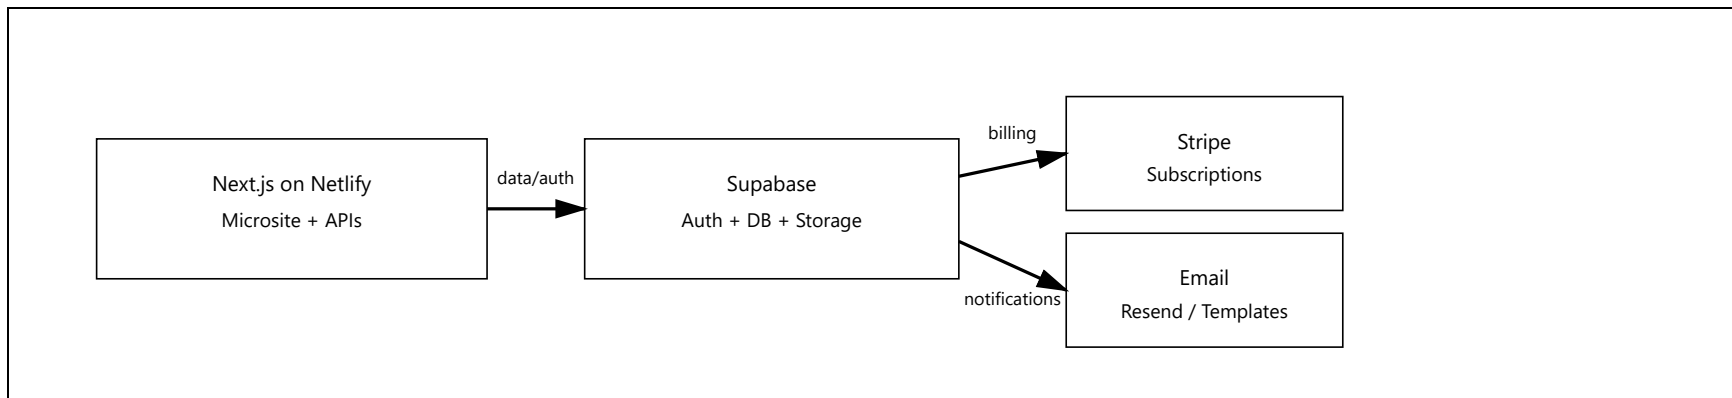 Next.js on Netlify
Microsite + APIs
data/auth
Supabase
Auth + DB + Storage
billing
Stripe
Subscriptions
notifications
Email
Resend / Templates